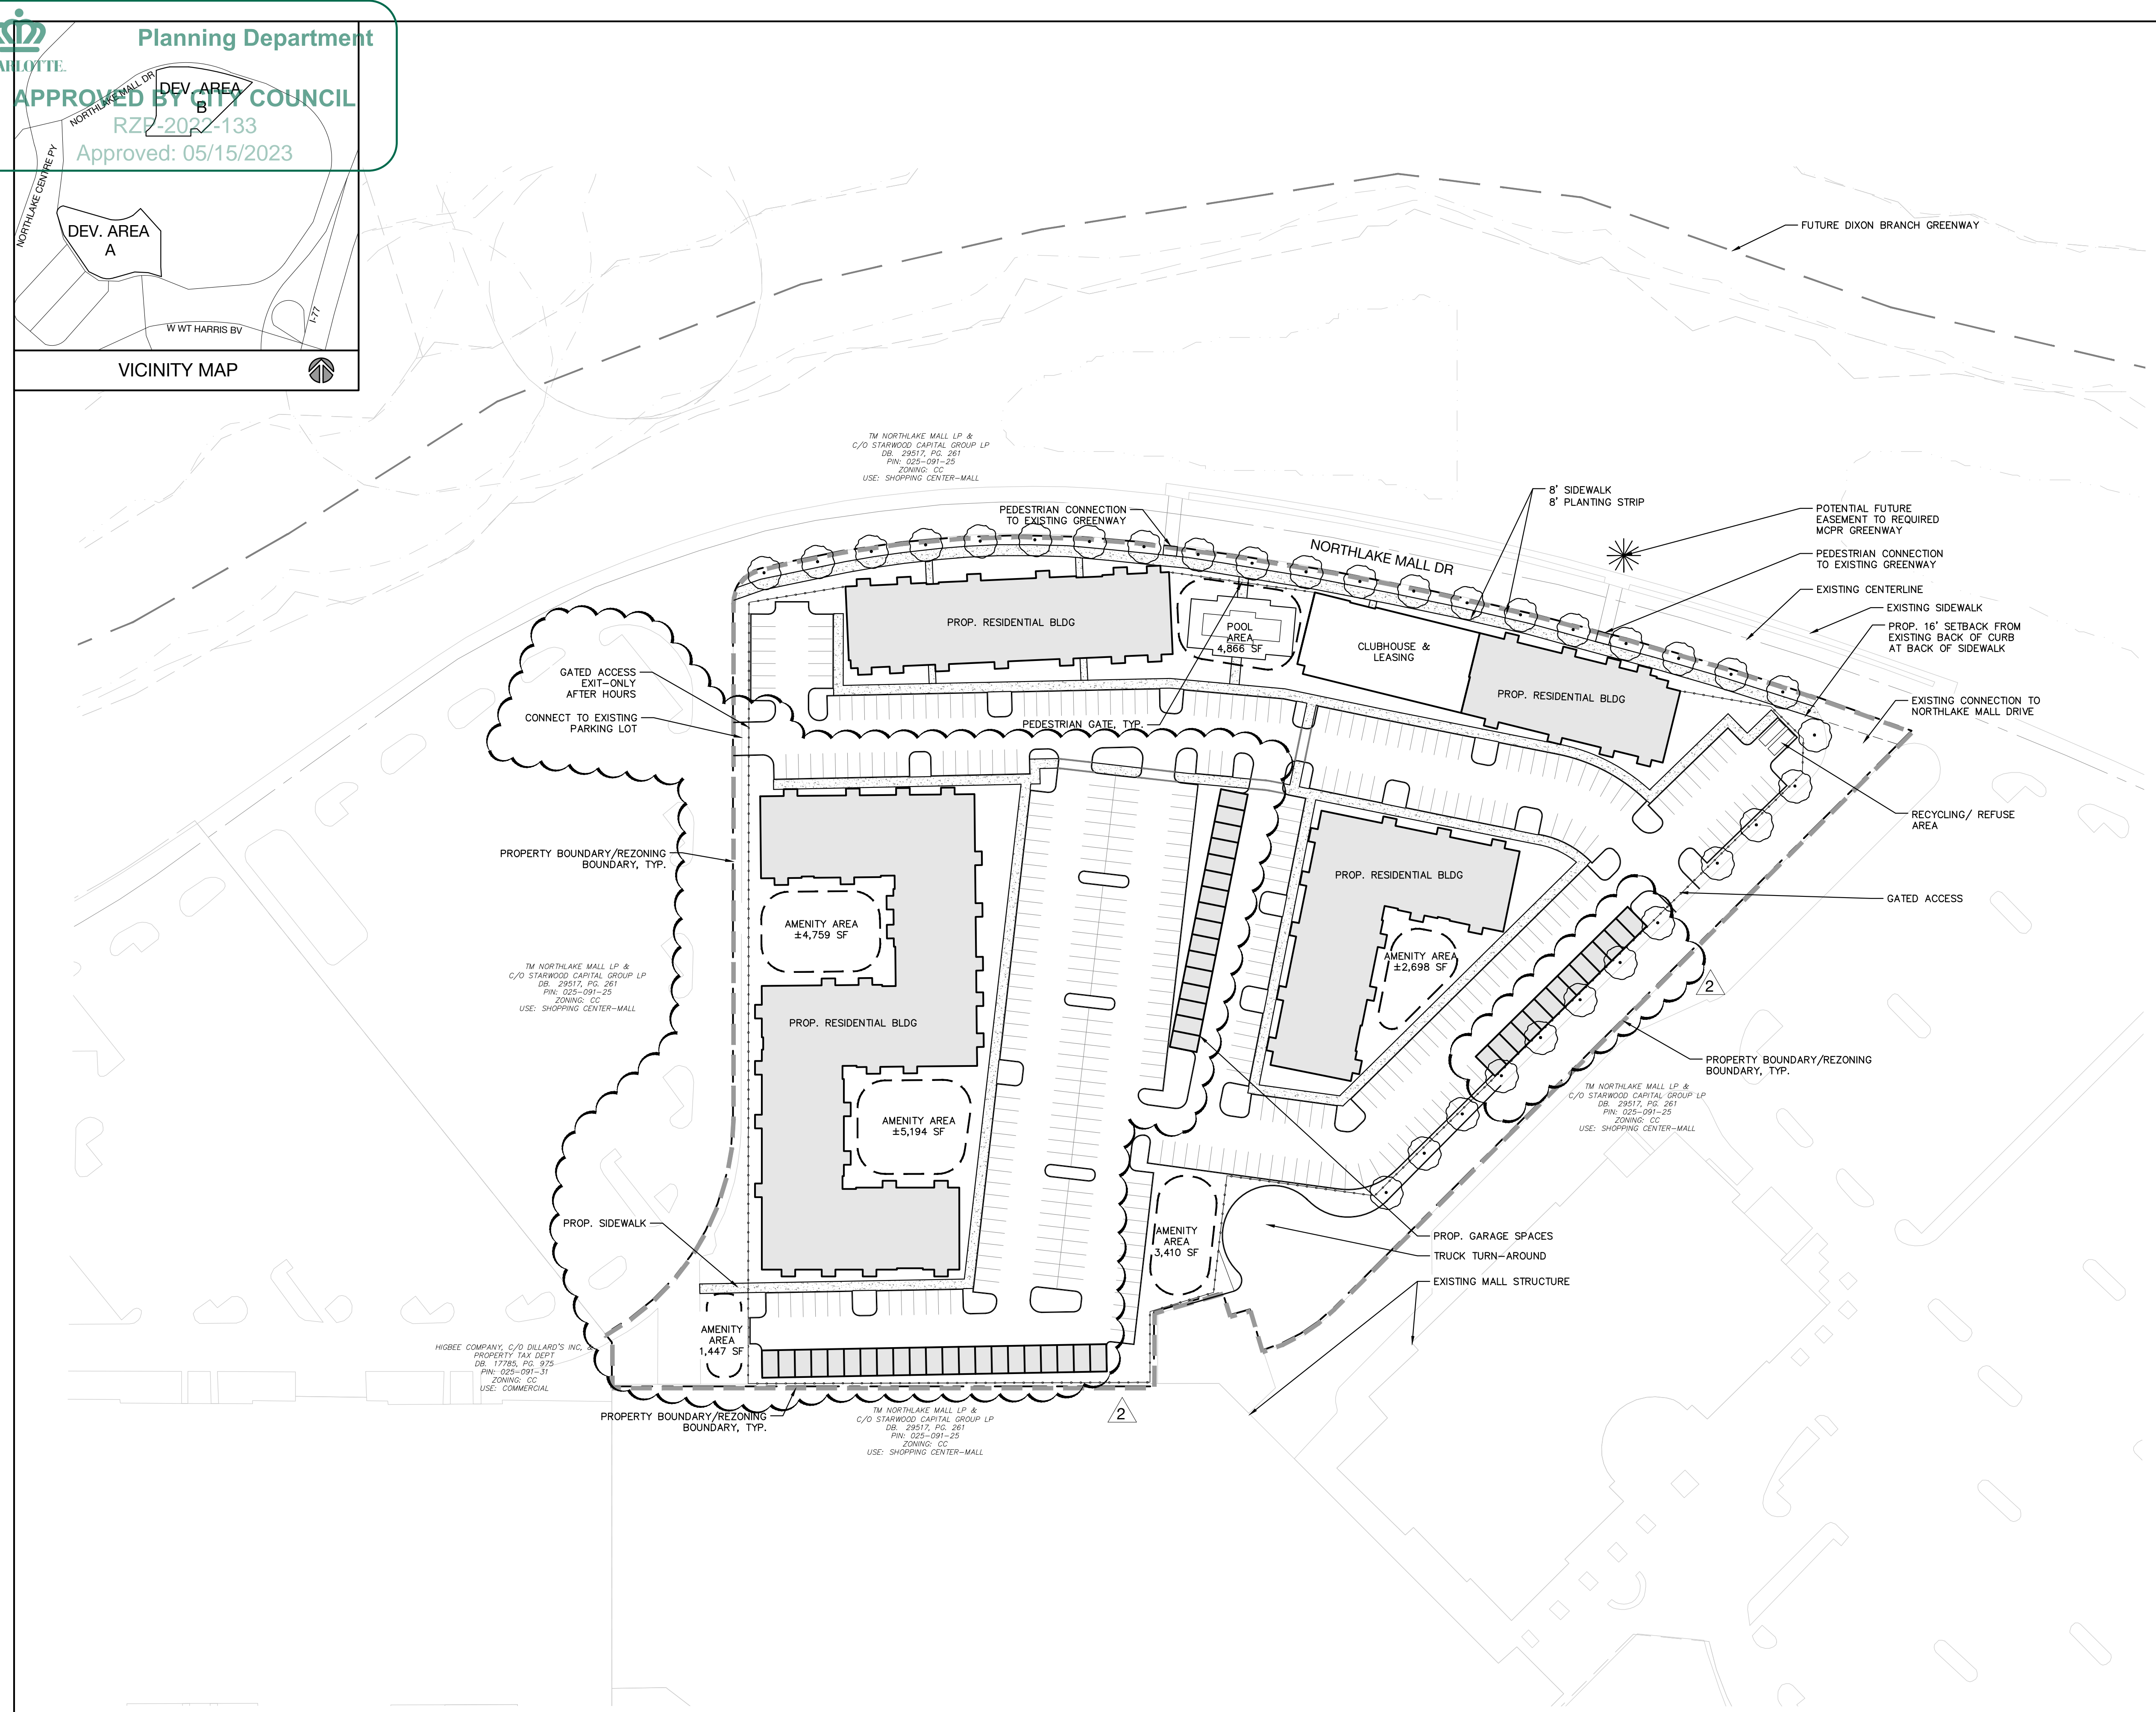 Planning Department
ARLOTTE.
APPROVED BY CITY COUNCIL
RZP-2022-133
Approved: 05/15/2023
NORTHLAKE MALL DR
DEV. AREA
B
NORTHLAKE CENTRE PY
DEV. AREA
A
W WT HARRIS BV
I-77
VICINITY MAP
FUTURE DIXON BRANCH GREENWAY
TM NORTHLAKE MALL LP &
C/O STARWOOD CAPITAL GROUP LP
DB. 29517, PG. 261
PIN: 025-091-25
ZONING: CC
USE: SHOPPING CENTER-MALL
8' SIDEWALK
8' PLANTING STRIP
PEDESTRIAN CONNECTION
TO EXISTING GREENWAY
NORTHLAKE MALL DR
POTENTIAL FUTURE
EASEMENT TO REQUIRED
MCPR GREENWAY
PEDESTRIAN CONNECTION
TO EXISTING GREENWAY
EXISTING CENTERLINE
EXISTING SIDEWALK
PROP. 16' SETBACK FROM
EXISTING BACK OF CURB
AT BACK OF SIDEWALK
PROP. RESIDENTIAL BLDG
POOL
AREA
4,866 SF
CLUBHOUSE &
LEASING
PROP. RESIDENTIAL BLDG
GATED ACCESS
EXIT-ONLY
AFTER HOURS
CONNECT TO EXISTING
PARKING LOT
PEDESTRIAN GATE, TYP.
EXISTING CONNECTION TO
NORTHLAKE MALL DRIVE
RECYCLING/ REFUSE
AREA
PROPERTY BOUNDARY/REZONING
BOUNDARY, TYP.
PROP. RESIDENTIAL BLDG
GATED ACCESS
AMENITY AREA
±4,759 SF
AMENITY AREA
±2,698 SF
TM NORTHLAKE MALL LP &
C/O STARWOOD CAPITAL GROUP LP
DB. 29517, PG. 261
PIN: 025-091-25
ZONING: CC
USE: SHOPPING CENTER-MALL
2
PROP. RESIDENTIAL BLDG
PROPERTY BOUNDARY/REZONING
BOUNDARY, TYP.
TM NORTHLAKE MALL LP &
C/O STARWOOD CAPITAL GROUP LP
DB. 29517, PG. 261
PIN: 025-091-25
ZONING: CC
USE: SHOPPING CENTER-MALL
AMENITY AREA
±5,194 SF
PROP. SIDEWALK
AMENITY
AREA
3,410 SF
PROP. GARAGE SPACES
TRUCK TURN-AROUND
EXISTING MALL STRUCTURE
AMENITY
AREA
1,447 SF
HIGBEE COMPANY, C/O DILLARD'S INC, &
PROPERTY TAX DEPT
DB. 17785, PG. 975
PIN: 025-091-31
ZONING: CC
USE: COMMERCIAL
PROPERTY BOUNDARY/REZONING
BOUNDARY, TYP.
TM NORTHLAKE MALL LP &
C/O STARWOOD CAPITAL GROUP LP
DB. 29517, PG. 261
PIN: 025-091-25
ZONING: CC
USE: SHOPPING CENTER-MALL
2